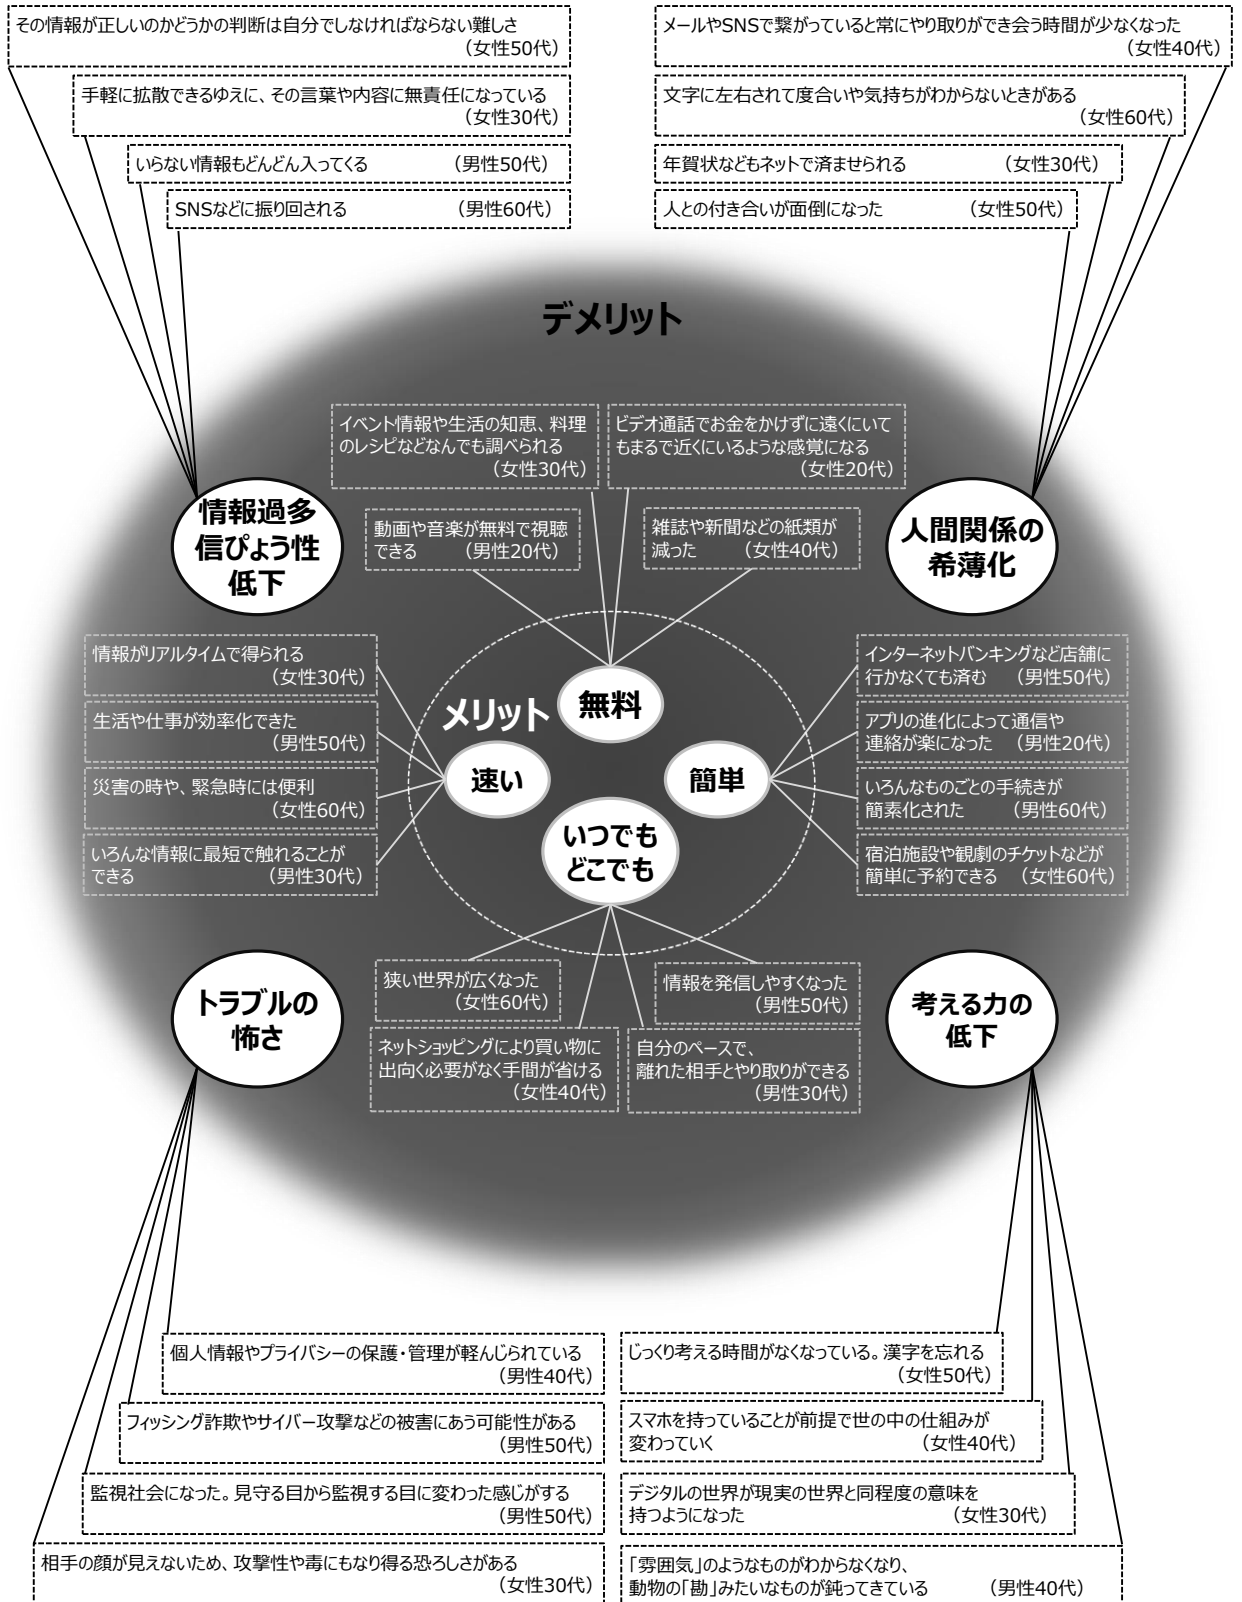 その情報が正しいのかどうかの判断は自分でしなければならない難しさ
（女性50代）
手軽に拡散できるゆえに、その言葉や内容に無責任になっている
（女性30代）
いらない情報もどんどん入ってくる　（男性50代）
SNSなどに振り回される　（男性60代）
メールやSNSで繋がっていると常にやり取りができ会う時間が少なくなった
（女性40代）
文字に左右されて度合いや気持ちがわからないときがある
（女性60代）
年賀状などもネットで済ませられる　（女性30代）
人との付き合いが面倒になった　（女性50代）
デメリット
イベント情報や生活の知恵、料理
のレシピなどなんでも調べられる
（女性30代）
ビデオ通話でお金をかけずに遠くにいて
もまるで近くにいるような感覚になる
（女性20代）
動画や音楽が無料で視聴
できる　（男性20代）
雑誌や新聞などの紙類が
減った　（女性40代）
情報過多
信ぴょう性
低下
人間関係の
希薄化
情報がリアルタイムで得られる
（女性30代）
生活や仕事が効率化できた
（男性50代）
災害の時や、緊急時には便利
（女性60代）
いろんな情報に最短で触れることが
できる　（男性30代）
メリット
無料
速い
簡単
いつでも
どこでも
インターネットバンキングなど店舗に
行かなくても済む　（男性50代）
アプリの進化によって通信や
連絡が楽になった　（男性20代）
いろんなものごとの手続きが
簡素化された　（男性60代）
宿泊施設や観劇のチケットなどが
簡単に予約できる　（女性60代）
狭い世界が広くなった
（女性60代）
情報を発信しやすくなった
（男性50代）
ネットショッピングにより買い物に
出向く必要がなく手間が省ける
（女性40代）
自分のペースで、
離れた相手とやり取りができる
（男性30代）
トラブルの
怖さ
考える力の
低下
個人情報やプライバシーの保護・管理が軽んじられている
（男性40代）
フィッシング詐欺やサイバー攻撃などの被害にあう可能性がある
（男性50代）
監視社会になった。見守る目から監視する目に変わった感じがする
（男性50代）
相手の顔が見えないため、攻撃性や毒にもなり得る恐ろしさがある
（女性30代）
じっくり考える時間がなくなっている。漢字を忘れる
（女性50代）
スマホを持っていることが前提で世の中の仕組みが
変わっていく　（女性40代）
デジタルの世界が現実の世界と同程度の意味を
持つようになった　（女性30代）
「雰囲気」のようなものがわからなくなり、
動物の「勘」みたいなものが鈍ってきている　（男性40代）